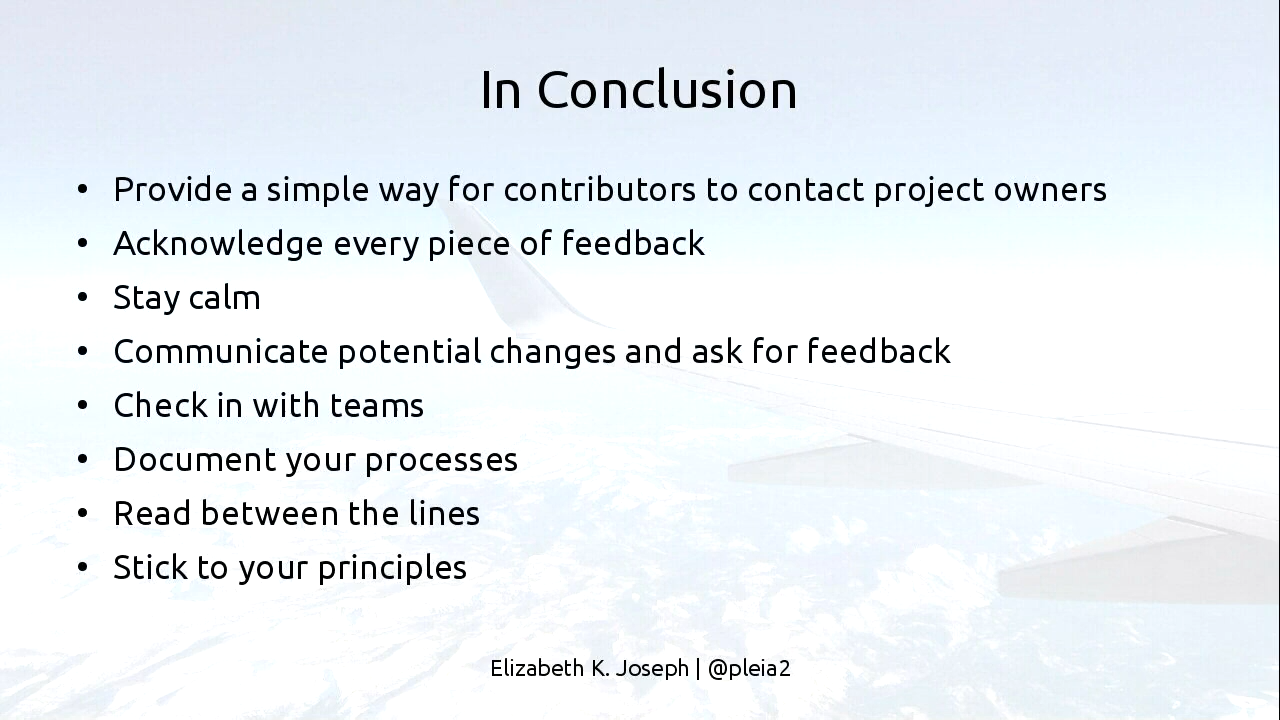 In Conclusion
• Provide a simple way for contributors to contact project owners
• Acknowledge every piece of feedback
• Stay calm
• Communicate potential changes and ask for feedback
• Check in with teams
• Document your processes
• Read between the lines
• Stick to your principles
Elizabeth K. Joseph | @pleia2